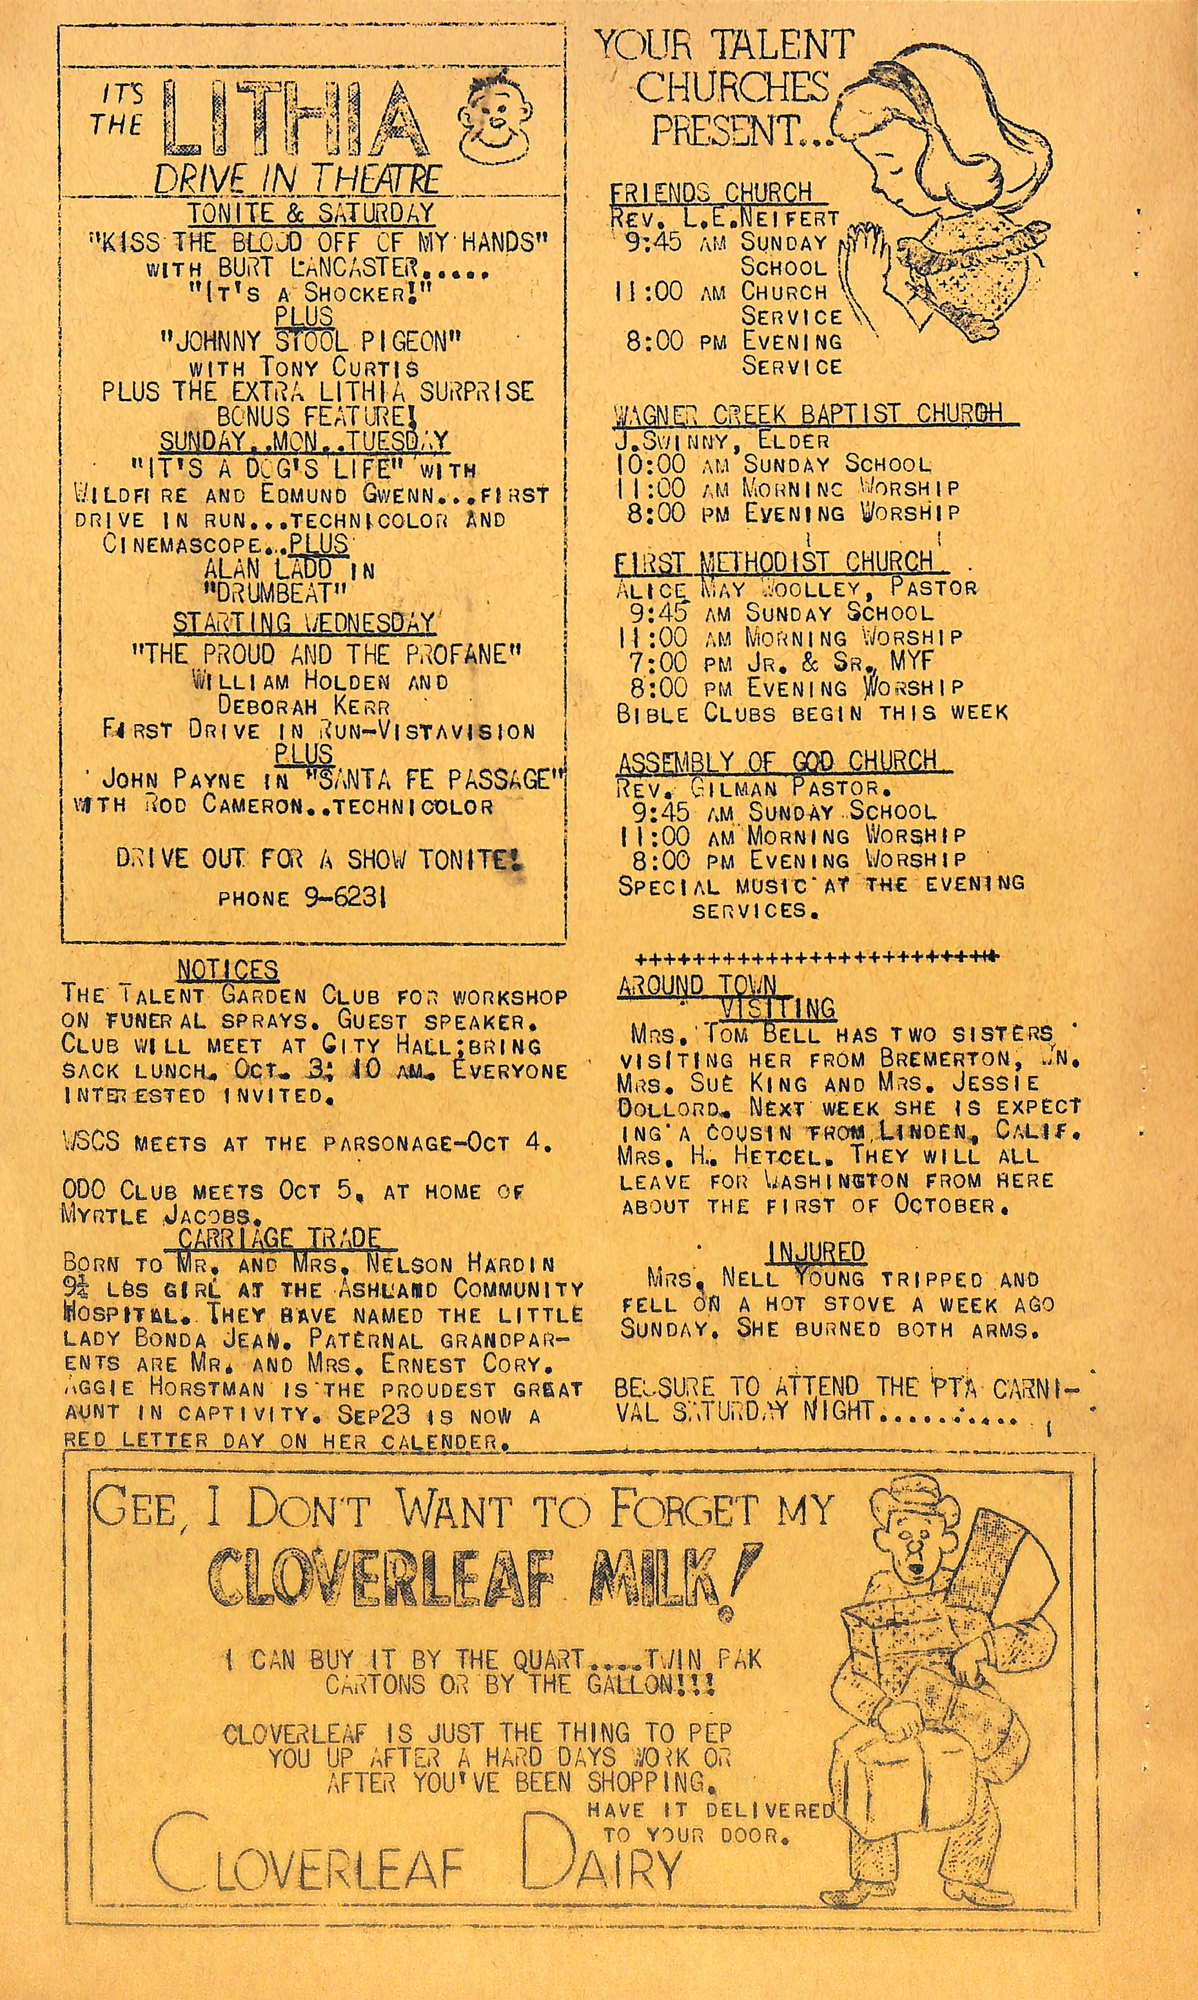 IT'S
THE
LITHIA
DRIVE IN THEATRE
TONITE & SATURDAY
"KISS THE BLOOD OFF OF MY HANDS"
WITH BURT LANCASTER.....
"IT'S A SHOCKER!"
PLUS
"JOHNNY STOOL PIGEON"
WITH TONY CURTIS
PLUS THE EXTRA LITHIA SURPRISE
BONUS FEATURE!
SUNDAY..MON..TUESDAY
"IT'S A DOG'S LIFE" WITH
WILDFIRE AND EDMUND GWENN...FIRST
DRIVE IN RUN...TECHNICOLOR AND
CINEMASCOPE...PLUS
ALAN LADD IN
"DRUMBEAT"
STARTING WEDNESDAY
"THE PROUD AND THE PROFANE"
WILLIAM HOLDEN AND
DEBORAH KERR
FIRST DRIVE IN RUN-VISTAVISION
PLUS
JOHN PAYNE IN "SANTA FE PASSAGE"
WITH ROD CAMERON..TECHNICOLOR
DRIVE OUT FOR A SHOW TONITE!
PHONE 9-6231
NOTICES
THE TALENT GARDEN CLUB FOR WORKSHOP
ON FUNERAL SPRAYS. GUEST SPEAKER.
CLUB WILL MEET AT CITY HALL;BRING
SACK LUNCH. OCT. 3; 10 AM. EVERYONE
INTERESTED INVITED.
WSCS MEETS AT THE PARSONAGE-OCT 4.
ODO CLUB MEETS OCT 5, AT HOME OF
MYRTLE JACOBS.
CARRIAGE TRADE
BORN TO MR. AND MRS. NELSON HARDIN
9½ LBS GIRL AT THE ASHLAND COMMUNITY
HOSPITAL. THEY HAVE NAMED THE LITTLE
LADY BONDA JEAN. PATERNAL GRANDPAR-
ENTS ARE MR. AND MRS. ERNEST CORY.
AGGIE HORSTMAN IS THE PROUDEST GREAT
AUNT IN CAPTIVITY. SEP23 IS NOW A
RED LETTER DAY ON HER CALENDER.
YOUR TALENT
CHURCHES
PRESENT...
FRIENDS CHURCH
REV. L.E.NEIFERT
9:45 AM SUNDAY
SCHOOL
11:00 AM CHURCH
SERVICE
8:00 PM EVENING
SERVICE
WAGNER CREEK BAPTIST CHURCH
J.SWINNY, ELDER
10:00 AM SUNDAY SCHOOL
11:00 AM MORNING WORSHIP
8:00 PM EVENING WORSHIP
FIRST METHODIST CHURCH
ALICE MAY WOOLLEY, PASTOR
9:45 AM SUNDAY SCHOOL
11:00 AM MORNING WORSHIP
7:00 PM JR. & SR. MYF
8:00 PM EVENING WORSHIP
BIBLE CLUBS BEGIN THIS WEEK
ASSEMBLY OF GOD CHURCH
REV. GILMAN PASTOR.
9:45 AM SUNDAY SCHOOL
11:00 AM MORNING WORSHIP
8:00 PM EVENING WORSHIP
SPECIAL MUSIC AT THE EVENING
SERVICES.
+++++++++++++++++++++++++
AROUND TOWN
VISITING
MRS. TOM BELL HAS TWO SISTERS
VISITING HER FROM BREMERTON, WN.
MRS. SUE KING AND MRS. JESSIE
DOLLORD. NEXT WEEK SHE IS EXPECT
ING A COUSIN FROM LINDEN, CALIF.
MRS. H. HETCEL. THEY WILL ALL
LEAVE FOR WASHINGTON FROM HERE
ABOUT THE FIRST OF OCTOBER.
INJURED
MRS. NELL YOUNG TRIPPED AND
FELL ON A HOT STOVE A WEEK AGO
SUNDAY. SHE BURNED BOTH ARMS.
BE SURE TO ATTEND THE PTA CARNI-
VAL SATURDAY NIGHT...........
GEE, I DON'T WANT TO FORGET MY
CLOVERLEAF MILK!
I CAN BUY IT BY THE QUART.....TWIN PAK
CARTONS OR BY THE GALLON!!!
CLOVERLEAF IS JUST THE THING TO PEP
YOU UP AFTER A HARD DAYS WORK OR
AFTER YOU'VE BEEN SHOPPING.
HAVE IT DELIVERED
TO YOUR DOOR.
CLOVERLEAF DAIRY